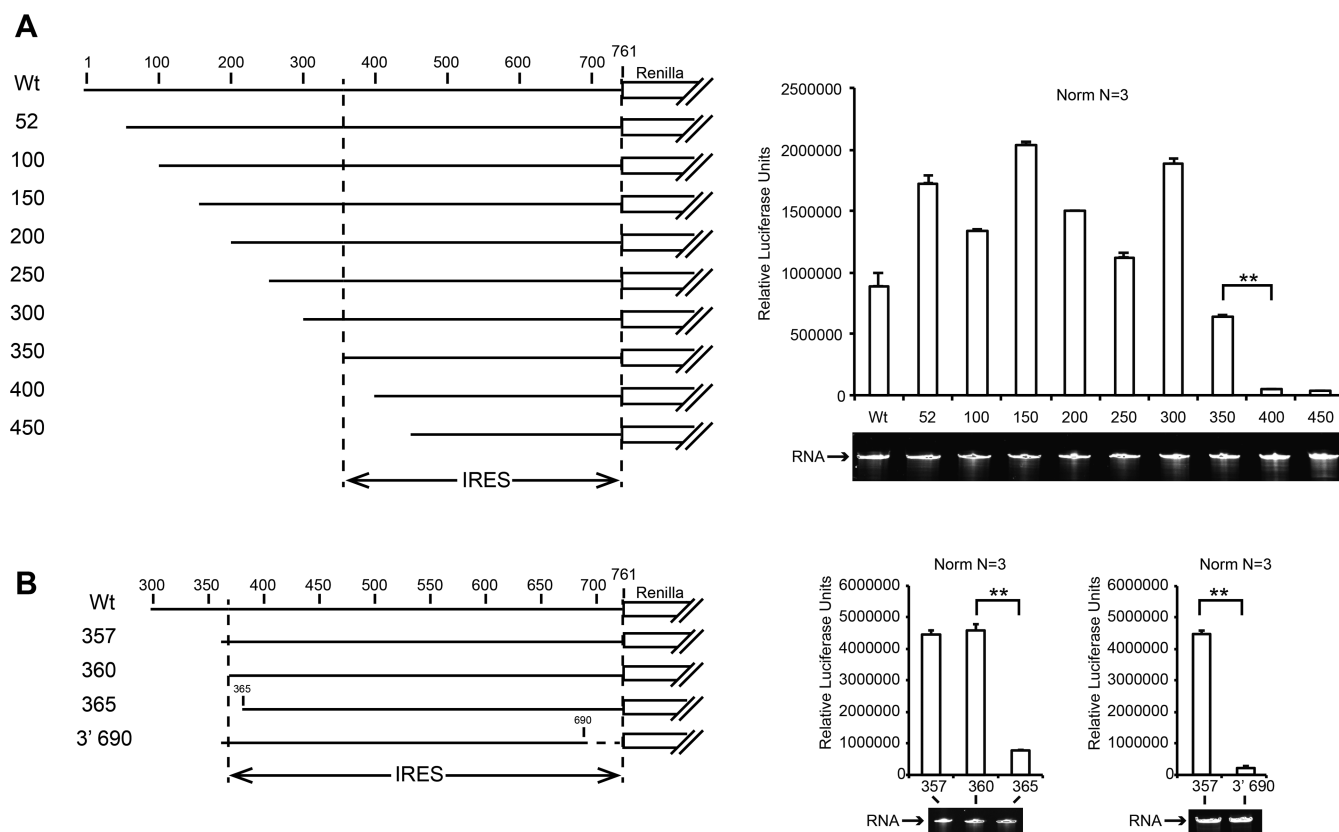 A
1 100 200 300 400 500 600 700 761
Renilla
Wt
52
100
150
200
250
300
350
400
450
IRES
Norm N=3
Relative Luciferase Units
2500000
2000000
1500000
1000000
500000
0
**
Wt 52 100 150 200 250 300 350 400 450
RNA
B
300 350 400 450 500 550 600 650 700 761
Renilla
Wt
357
360
365
365
690
3’ 690
IRES
Norm N=3
Relative Luciferase Units
6000000
5000000
4000000
3000000
2000000
1000000
0
**
357 360 365
RNA
Norm N=3
Relative Luciferase Units
6000000
5000000
4000000
3000000
2000000
1000000
0
**
357 3’ 690
RNA